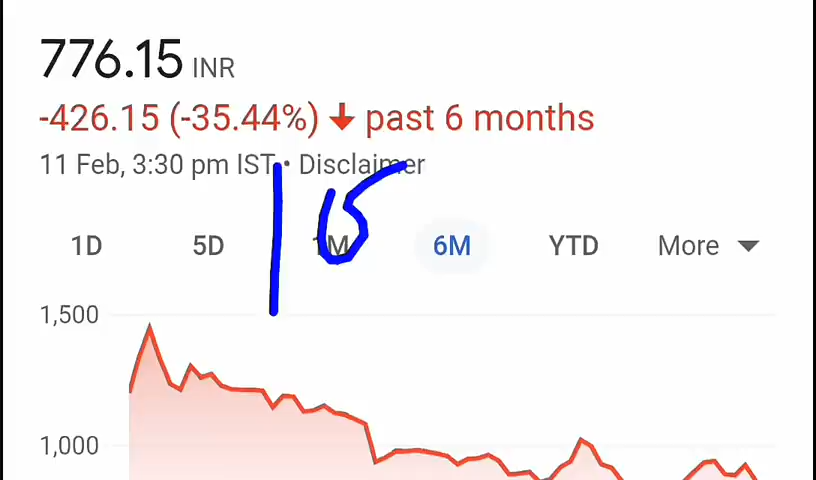 776.15 INR
-426.15 (-35.44%) ↓ past 6 months
11 Feb, 3:30 pm IST • Disclaimer
1D 5D 1M 6M YTD More
1,500
1,000